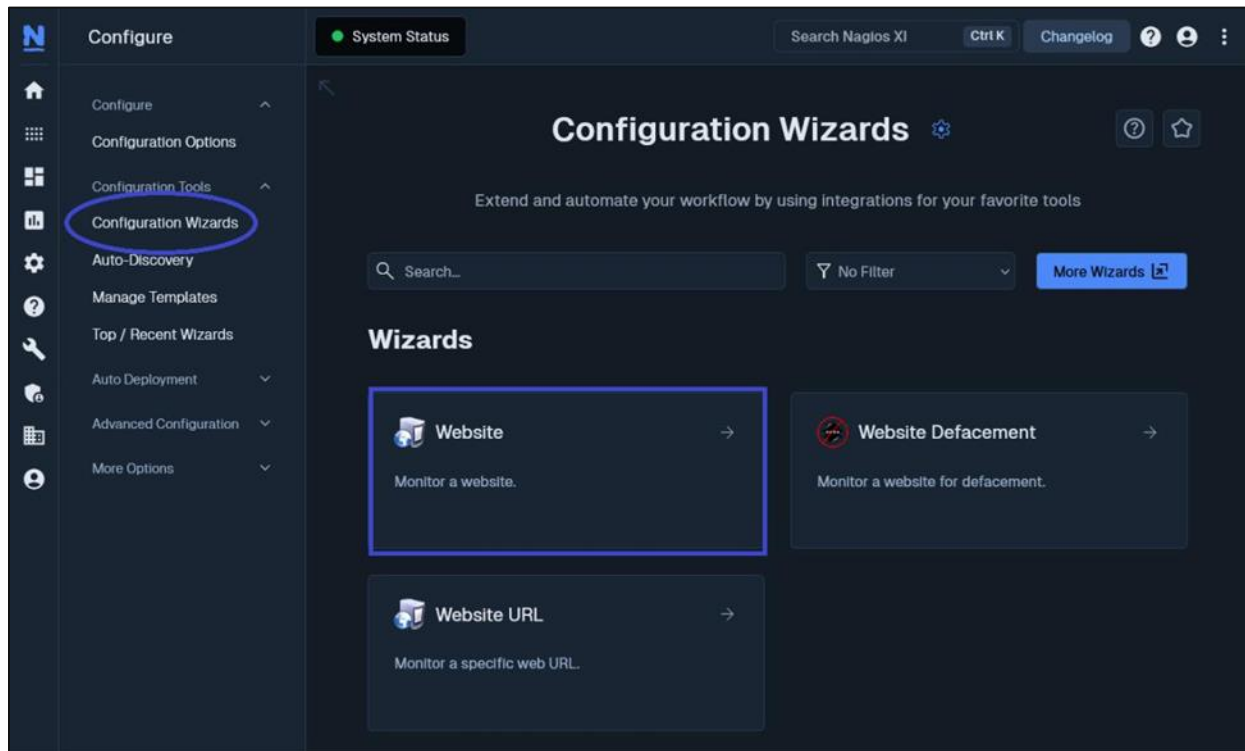 N
Configure
System Status
Search Nagios XI
Ctrl K
Changelog
Configure
Configuration Options
Configuration Tools
Configuration Wizards
Auto-Discovery
Manage Templates
Top / Recent Wizards
Auto Deployment
Advanced Configuration
More Options
Configuration Wizards
Extend and automate your workflow by using integrations for your favorite tools
Search...
No Filter
More Wizards
Wizards
Website
Monitor a website.
Website Defacement
Monitor a website for defacement.
Website URL
Monitor a specific web URL.